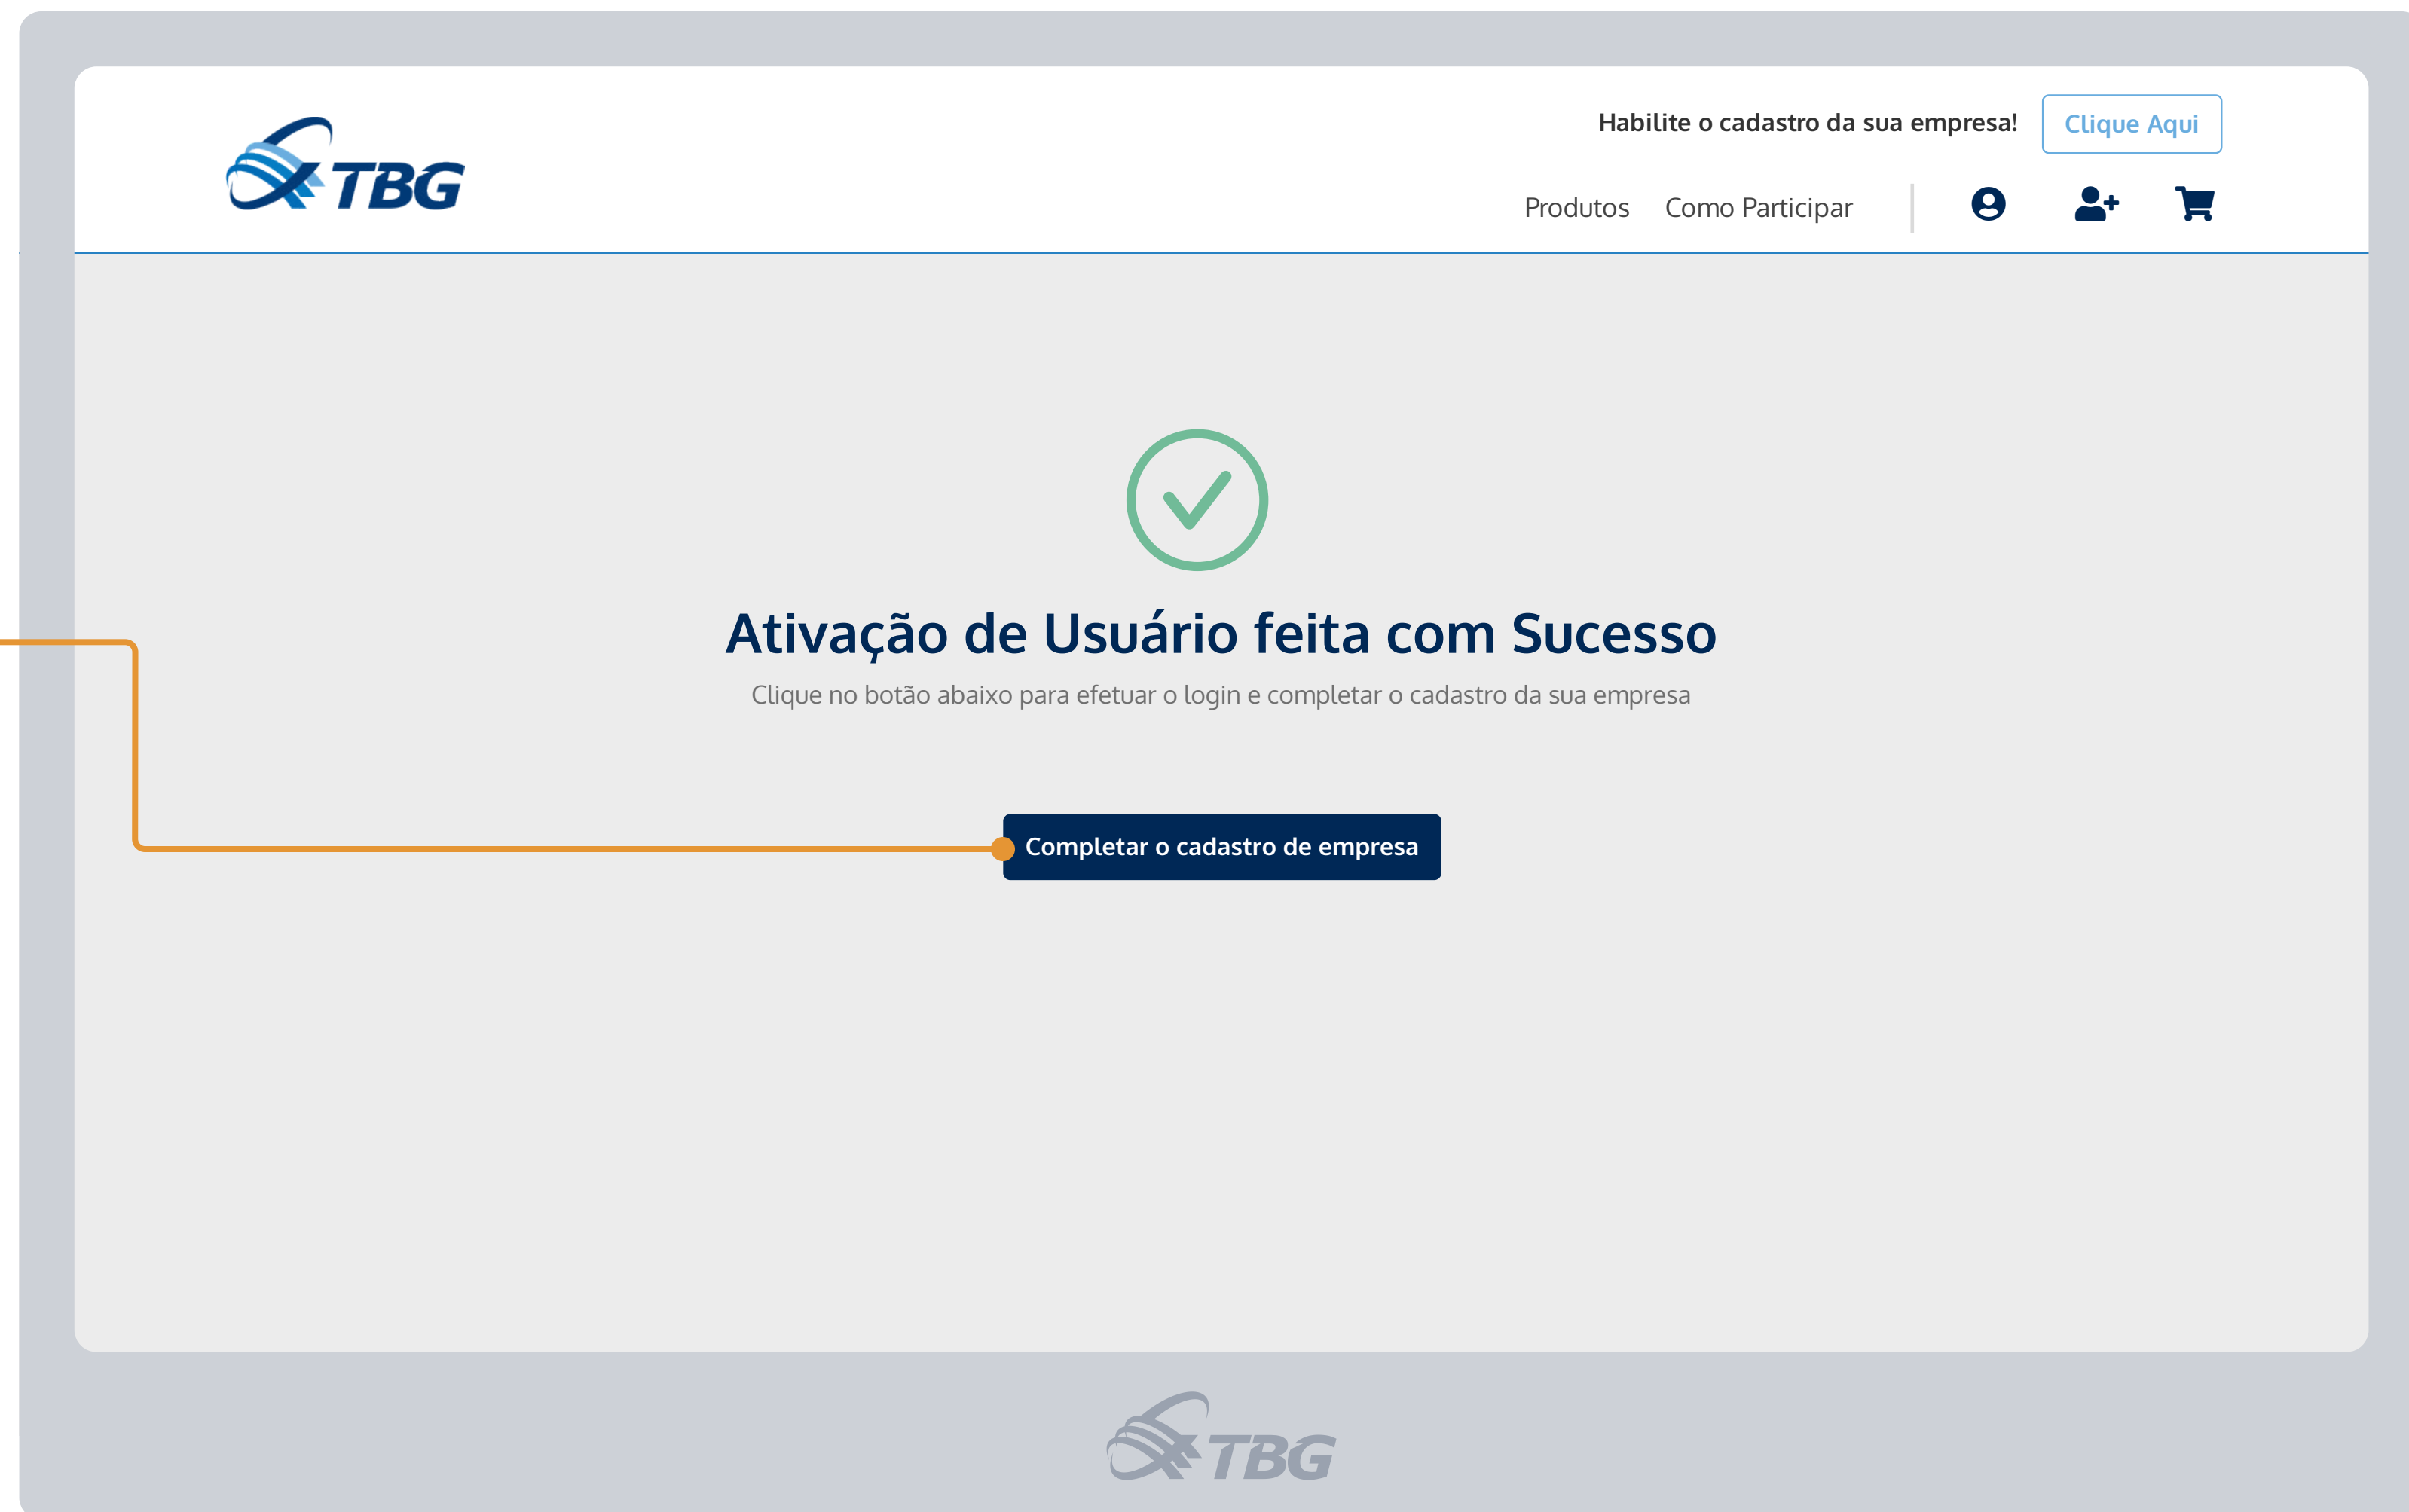 Habilite o cadastro da sua empresa!
Clique Aqui
TBG
Produtos
Como Participar
Ativação de Usuário feita com Sucesso
Clique no botão abaixo para efetuar o login e completar o cadastro da sua empresa
Completar o cadastro de empresa
TBG